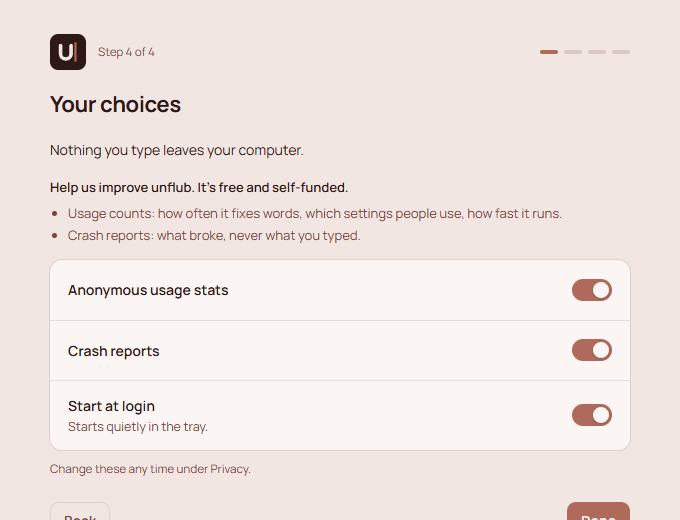 U
Step 4 of 4
Your choices
Nothing you type leaves your computer.
Help us improve unflub. It's free and self-funded.
Usage counts: how often it fixes words, which settings people use, how fast it runs.
Crash reports: what broke, never what you typed.
Anonymous usage stats
Crash reports
Start at login
Starts quietly in the tray.
Change these any time under Privacy.
Back
Done